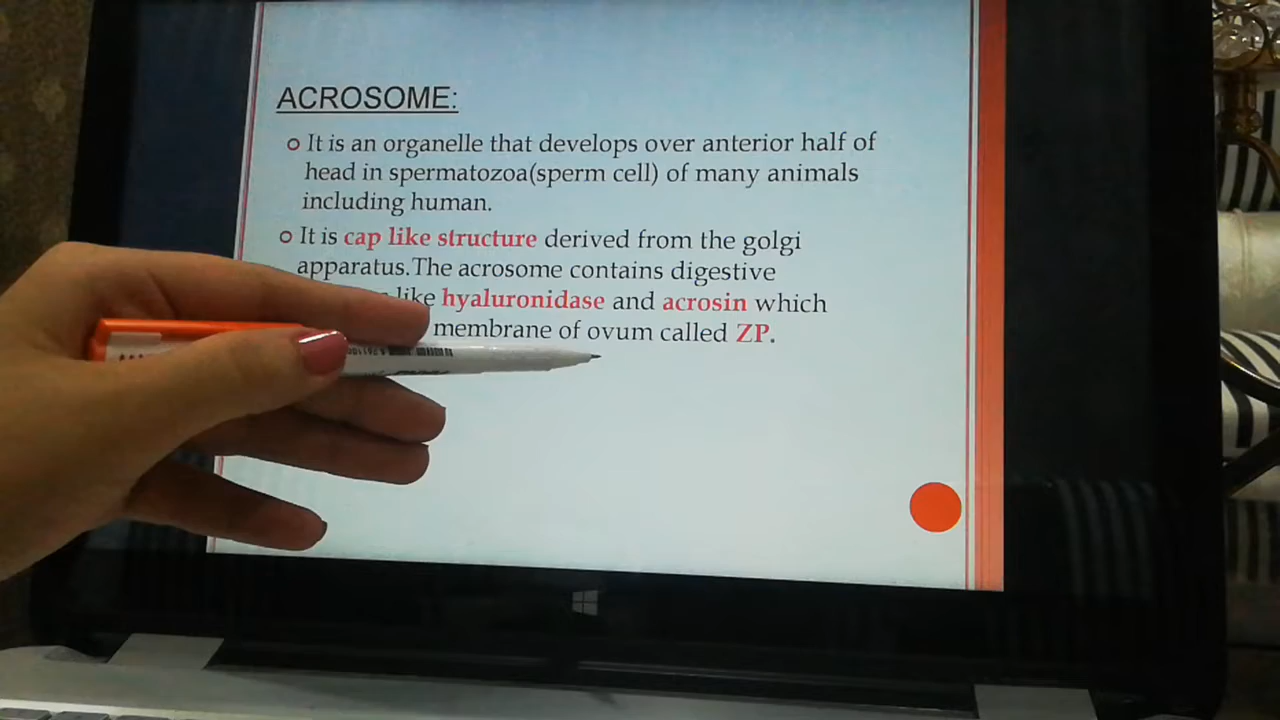 ACROSOME:
It is an organelle that develops over anterior half of
head in spermatozoa(sperm cell) of many animals
including human.
It is cap like structure derived from the golgi
apparatus.The acrosome contains digestive
like hyaluronidase and acrosin which
membrane of ovum called ZP.